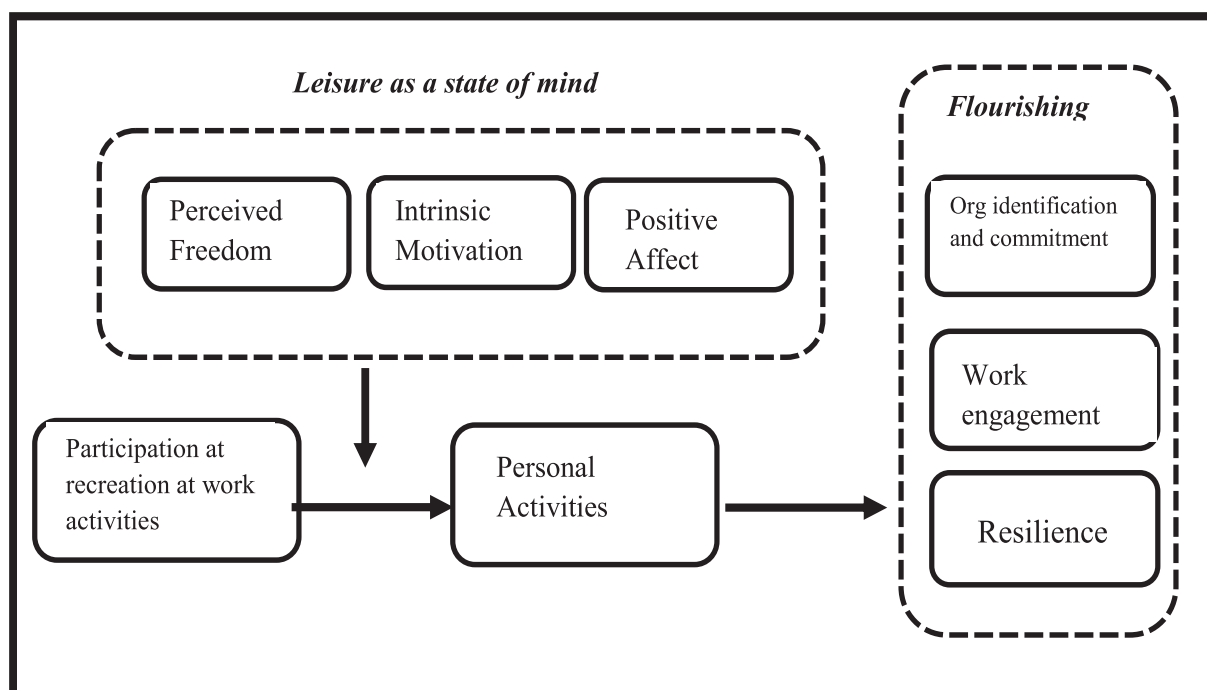 Leisure as a state of mind
Perceived
Freedom
Intrinsic
Motivation
Positive
Affect
Participation at
recreation at work
activities
Personal
Activities
Flourishing
Org identification
and commitment
Work
engagement
Resilience